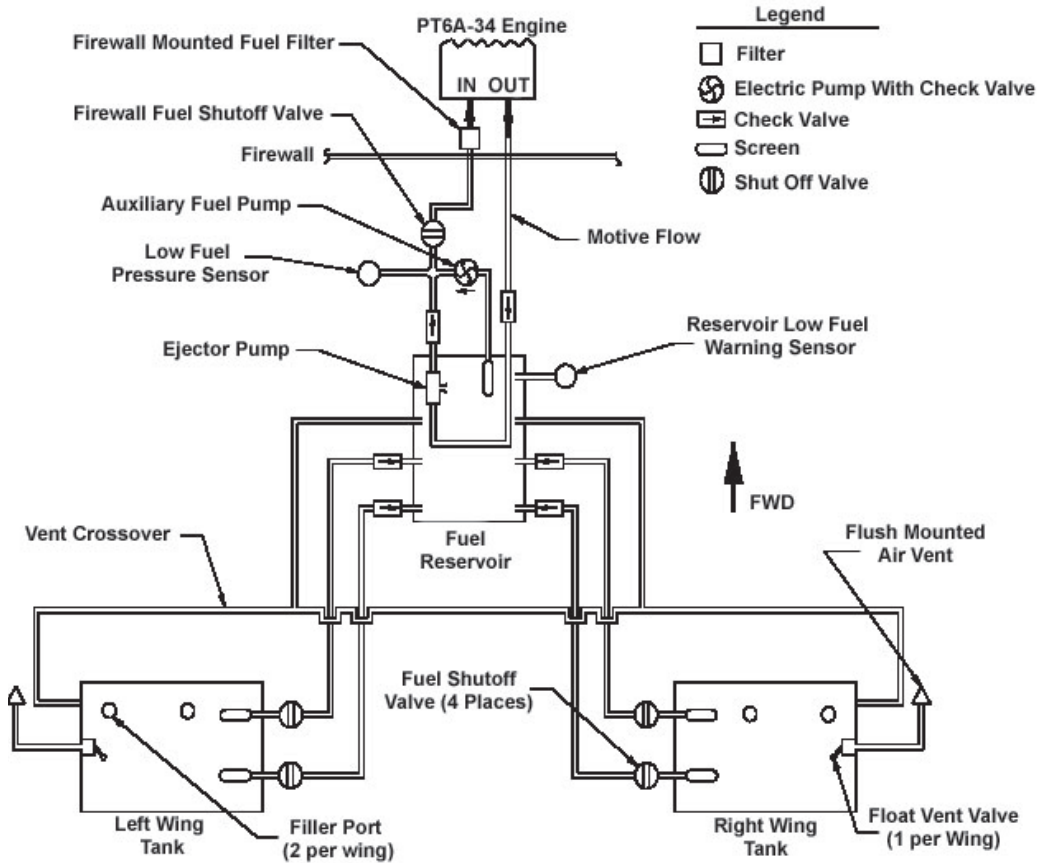 PT6A-34 Engine
Legend
Firewall Mounted Fuel Filter
Filter
IN OUT
Electric Pump With Check Valve
Firewall Fuel Shutoff Valve
Check Valve
Firewall
Screen
Shut Off Valve
Auxiliary Fuel Pump
Motive Flow
Low Fuel
Pressure Sensor
Ejector Pump
Reservoir Low Fuel
Warning Sensor
FWD
Vent Crossover
Fuel
Reservoir
Flush Mounted
Air Vent
Fuel Shutoff
Valve (4 Places)
Left Wing
Tank
Filler Port
(2 per wing)
Right Wing
Tank
Float Vent Valve
(1 per Wing)